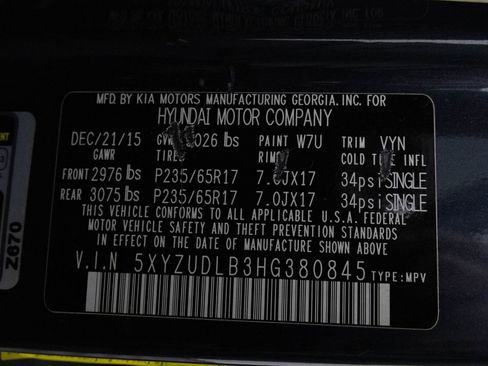 MFD. BY KIA MOTORS MANUFACTURING GEORGIA, INC. FOR
HYUNDAI MOTOR COMPANY
DEC/21/15 026 lbs PAINT W7U TRIM VYN
GAWR TIRES COLD TIRE INFL
FRONT 2976 lbs P235/65R17 7.0JX17 34psi SINGLE
REAR 3075 lbs P235/65R17 7.0JX17 34psi SINGLE
THIS VEHICLE CONFORMS TO ALL APPLICABLE U.S.A. FEDERAL
MOTOR VEHICLE SAFETY AND THEFT PREVENTION STANDARDS
IN EFFECT ON THE DATE OF MANUFACTURE SHOWN ABOVE.
V.I.N 5XYZUDLB3HG380845 TYPE: MPV
Z670